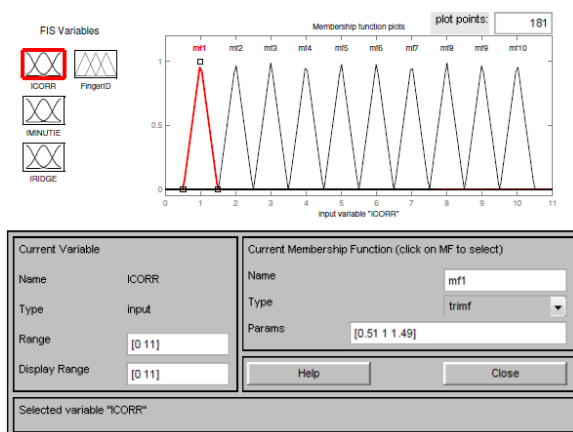 FIS Variables
ICORR
FingerID
IMINUTIE
IRIDGE
Membership function plots
plot points:
181
mf1 mf2 mf3 mf4 mf5 mf6 mf7 mf8 mf9 mf10
1
0.5
0
0 1 2 3 4 5 6 7 8 9 10 11
input variable "ICORR"
Current Variable
Name ICORR
Type input
Range [0 11]
Display Range [0 11]
Current Membership Function (click on MF to select)
Name mf1
Type trimf
Params [0.51 1 1.49]
Help Close
Selected variable "ICORR"